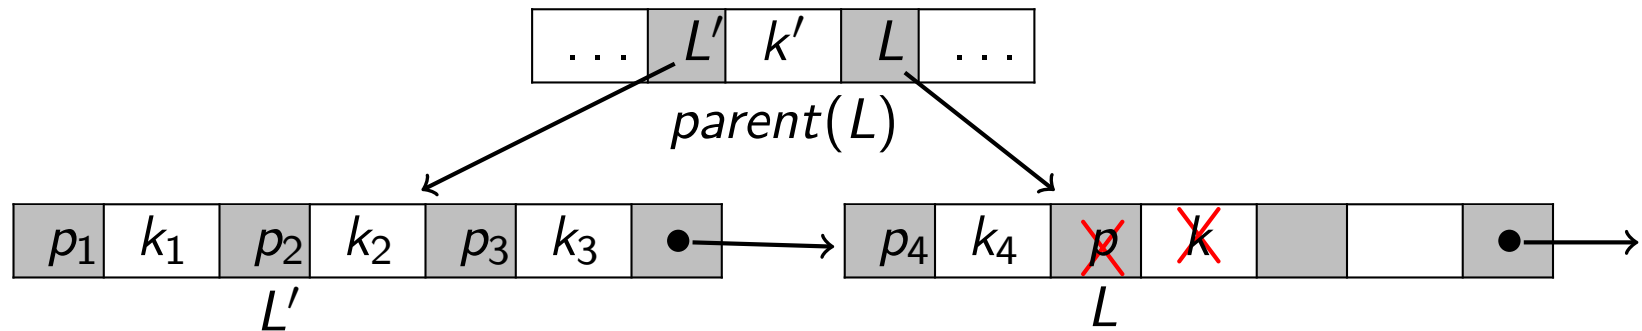 . . . L′ k′ L . . .
parent(L)
p₁ k₁ p₂ k₂ p₃ k₃ p₄ k₄ p k
L′ L